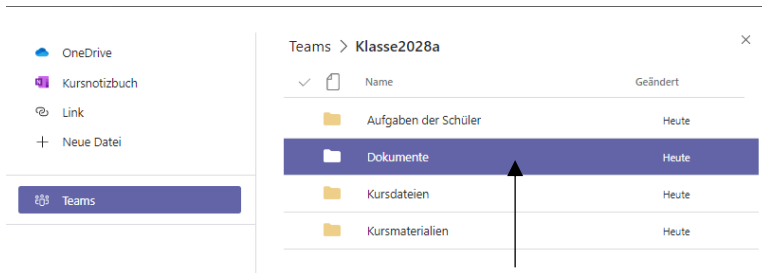 OneDrive
Kursnotizbuch
Link
Neue Datei
Teams
Teams > Klasse2028a
Name Geändert
Aufgaben der Schüler Heute
Dokumente Heute
Kursdateien Heute
Kursmaterialien Heute